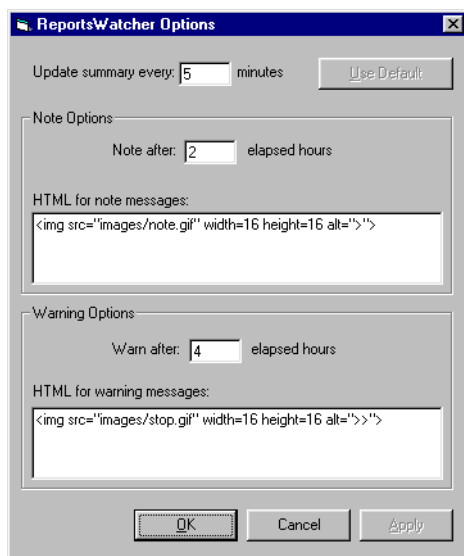 ReportsWatcher Options
Update summary every: 5 minutes Use Default
Note Options
Note after: 2 elapsed hours
HTML for note messages:
<img src="images/note.gif" width=16 height=16 alt=">">
Warning Options
Warn after: 4 elapsed hours
HTML for warning messages:
<img src="images/stop.gif" width=16 height=16 alt=">>">
OK Cancel Apply